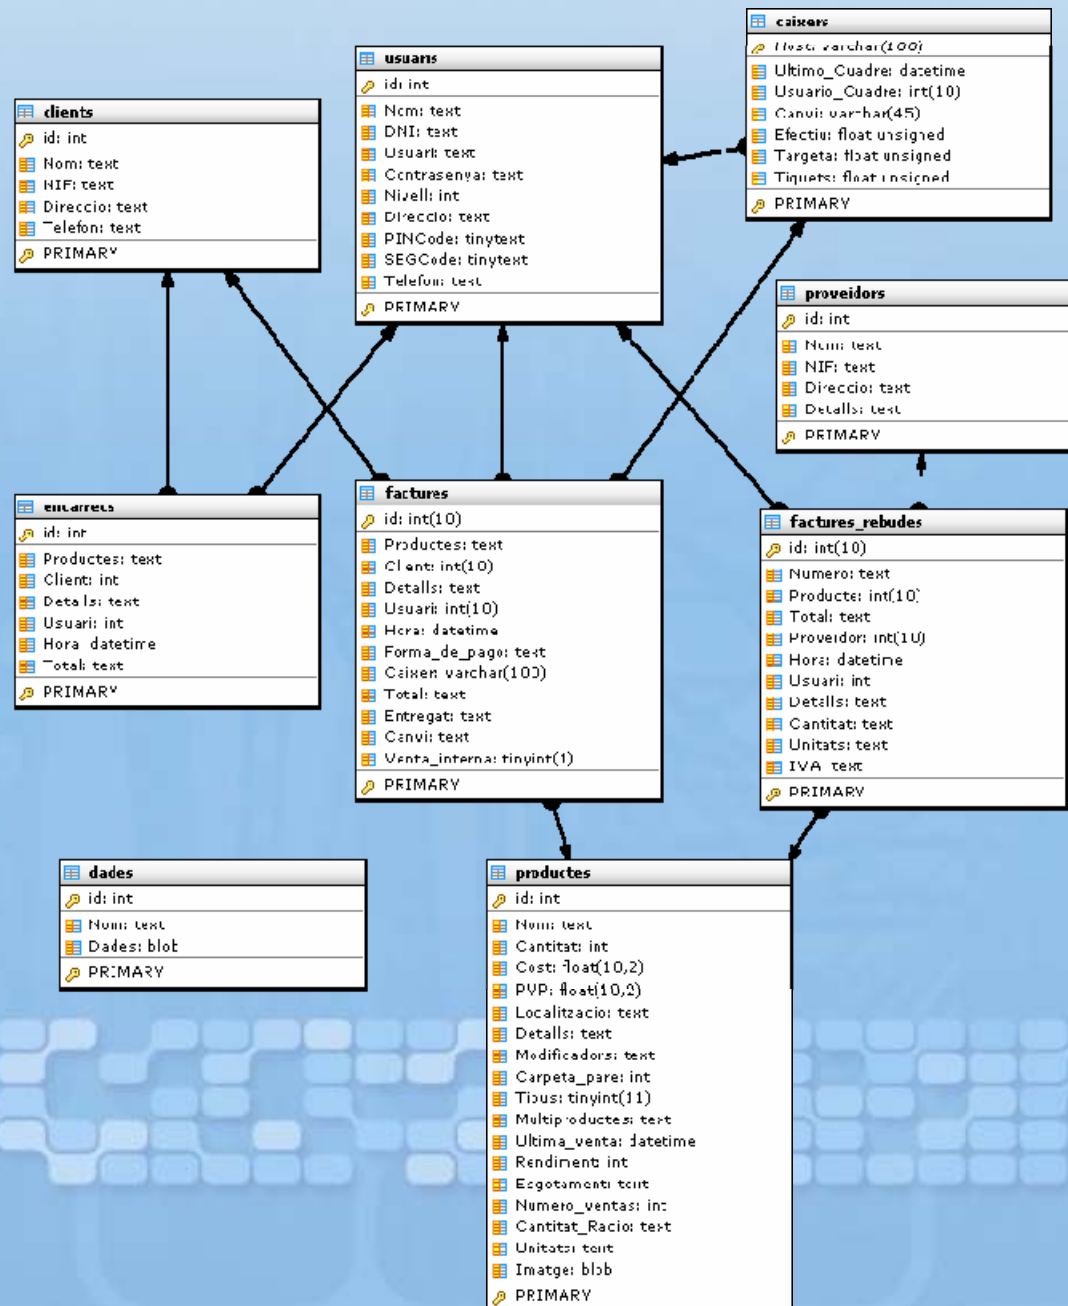 clients
id: int
Nom: text
NIF: text
Direccio: text
Telefon: text
PRIMARY
usuaris
id: int
Nom: text
DNI: text
Usuari: text
Contrasenya: text
Nivell: int
Direccio: text
PINCode: tinytext
SEGCode: tinytext
Telefon: text
PRIMARY
caixers
Host: varchar(100)
Ultimo_Cuadre: datetime
Usuario_Cuadre: int(10)
Canvi: varchar(45)
Efectiu: float unsigned
Targeta: float unsigned
Tiquets: float unsigned
PRIMARY
proveidors
id: int
Nom: text
NIF: text
Direccio: text
Detalls: text
PRIMARY
encarrecs
id: int
Productes: text
Client: int
Detalls: text
Usuari: int
Hora: datetime
Total: text
PRIMARY
factures
id: int(10)
Productes: text
Client: int(10)
Detalls: text
Usuari: int(10)
Hora: datetime
Forma_de_pago: text
Caixer: varchar(100)
Total: text
Entregat: text
Canvi: text
Venta_interna: tinyint(1)
PRIMARY
factures_rebudes
id: int(10)
Numero: text
Producte: int(10)
Total: text
Proveidor: int(10)
Hora: datetime
Usuari: int
Detalls: text
Cantitat: text
Unitats: text
IVA: text
PRIMARY
dades
id: int
Nom: text
Dades: blob
PRIMARY
productes
id: int
Nom: text
Cantitat: int
Cost: float(10,2)
PVP: float(10,2)
Localitzacio: text
Detalls: text
Modificadors: text
Carpeta_pare: int
Tipus: tinyint(11)
Multiproductes: text
Ultima_venta: datetime
Rendiment: int
Esgotament: text
Numero_ventas: int
Cantitat_Racio: text
Unitats: text
Imatge: blob
PRIMARY